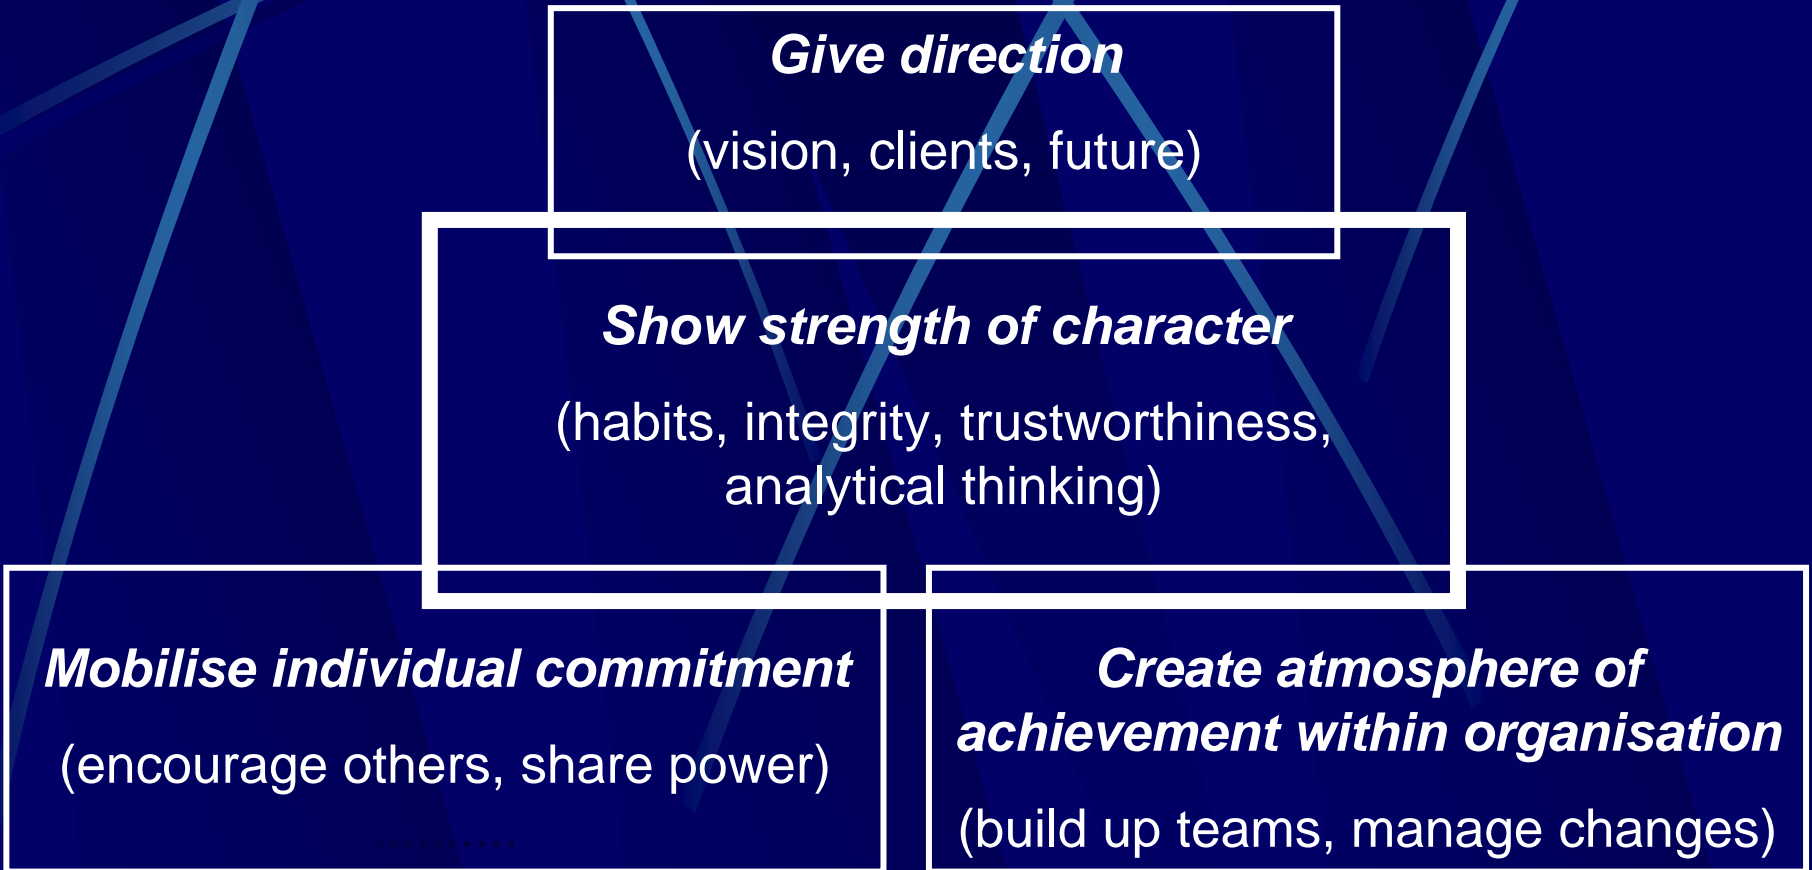 Give direction
(vision, clients, future)
Show strength of character
(habits, integrity, trustworthiness,
analytical thinking)
Mobilise individual commitment
(encourage others, share power)
..........
Create atmosphere of
achievement within organisation
(build up teams, manage changes)